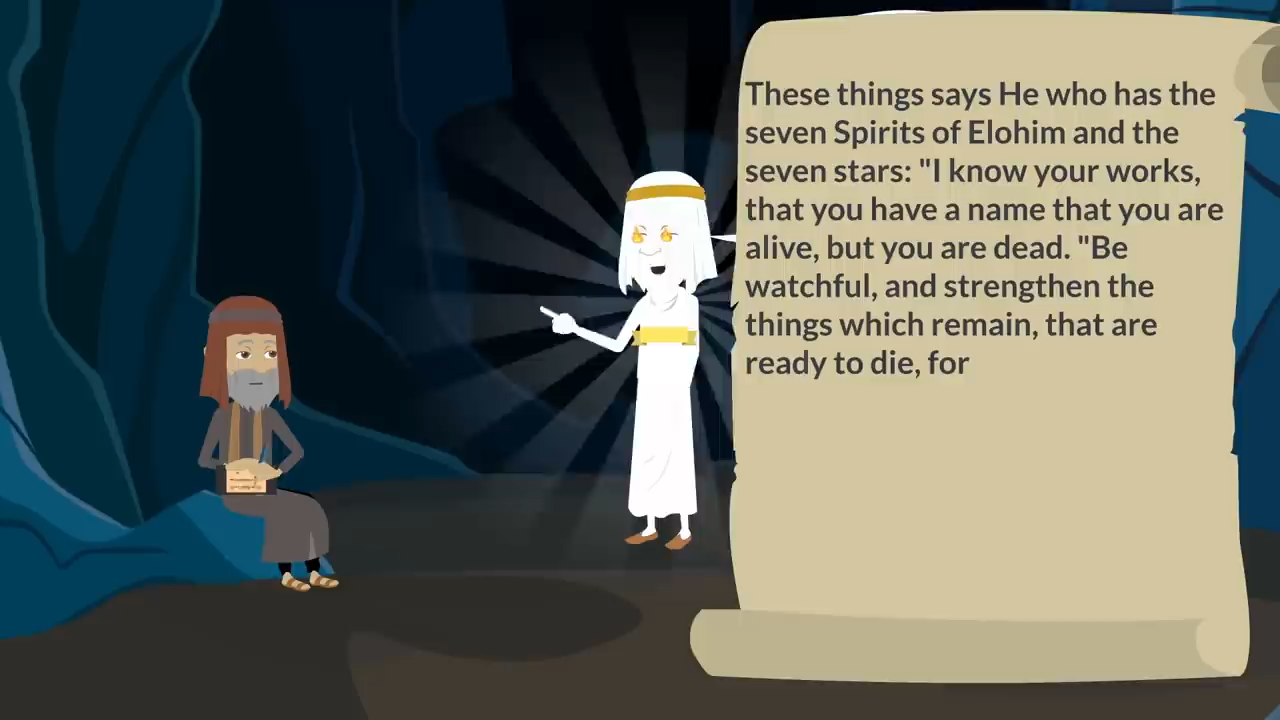 These things says He who has the
seven Spirits of Elohim and the
seven stars: "I know your works,
that you have a name that you are
alive, but you are dead. "Be
watchful, and strengthen the
things which remain, that are
ready to die, for